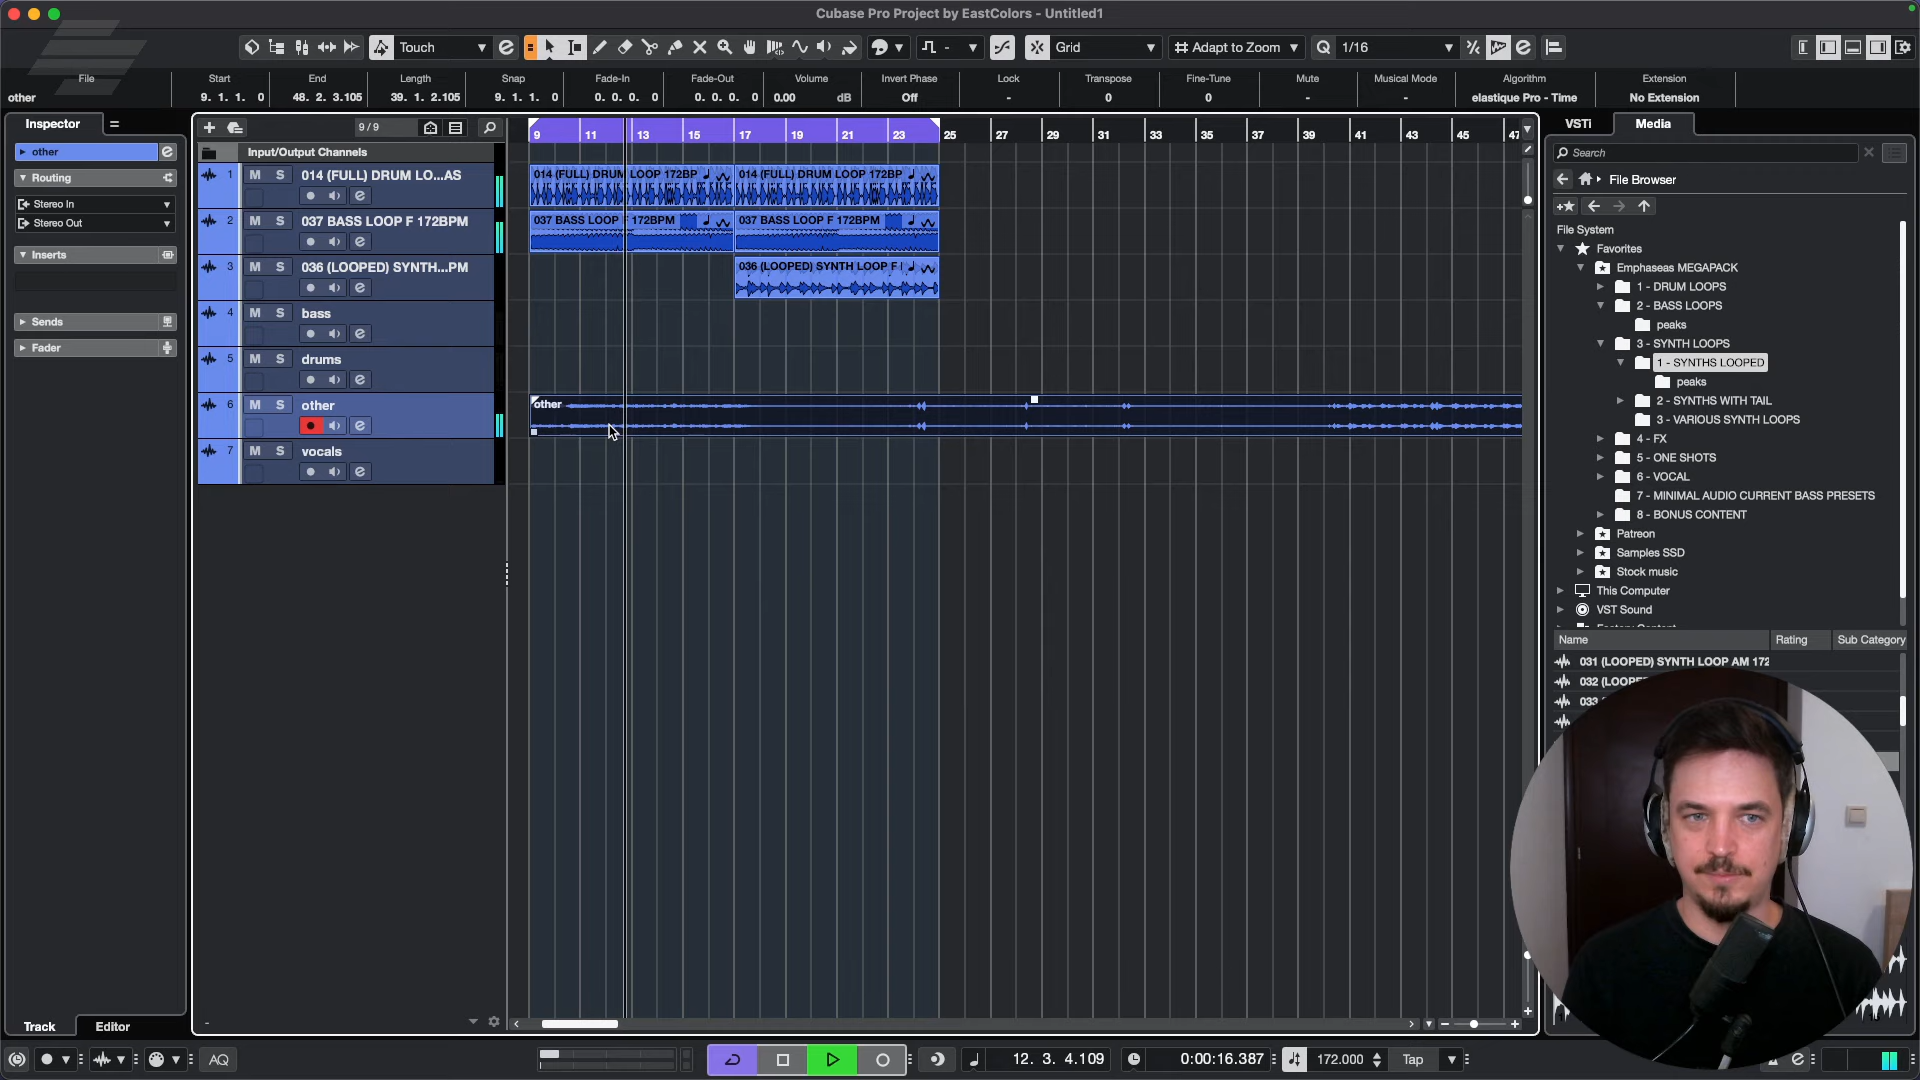 Cubase Pro Project by EastColors - Untitled1
Touch
Grid
Adapt to Zoom
1/16
File Start End Length Snap Fade-In Fade-Out Volume Invert Phase Lock Transpose Fine-Tune Mute Musical Mode Algorithm Extension
other 9. 1. 1. 0 48. 2. 3.105 39. 1. 2.105 9. 1. 1. 0 0. 0. 0. 0 0. 0. 0. 0 0.00 dB Off - 0 0 - - elastique Pro - Time No Extension
Inspector
other
Routing
Stereo In
Stereo Out
Inserts
Sends
Fader
Track
Editor
9/9
Input/Output Channels
1 M S 014 (FULL) DRUM LO...AS
2 M S 037 BASS LOOP F 172BPM
3 M S 036 (LOOPED) SYNTH...PM
4 M S bass
5 M S drums
6 M S other
7 M S vocals
9 11 13 15 17 19 21 23 25 27 29 31 33 35 37 39 41 43 45 47
014 (FULL) DRUM LOOP 172BP 014 (FULL) DRUM LOOP 172BP
037 BASS LOOP F 172BPM 037 BASS LOOP F 172BPM
036 (LOOPED) SYNTH LOOP F
other
VSTi
Media
Search
File Browser
File System
Favorites
Emphaseas MEGAPACK
1 - DRUM LOOPS
2 - BASS LOOPS
peaks
3 - SYNTH LOOPS
1 - SYNTHS LOOPED
peaks
2 - SYNTHS WITH TAIL
3 - VARIOUS SYNTH LOOPS
4 - FX
5 - ONE SHOTS
6 - VOCAL
7 - MINIMAL AUDIO CURRENT BASS PRESETS
8 - BONUS CONTENT
Patreon
Samples SSD
Stock music
This Computer
VST Sound
Name Rating Sub Category
031 (LOOPED) SYNTH LOOP AM 172
032 (LOOPE
033
AQ
12. 3. 4.109
0:00:16.387
172.000
Tap